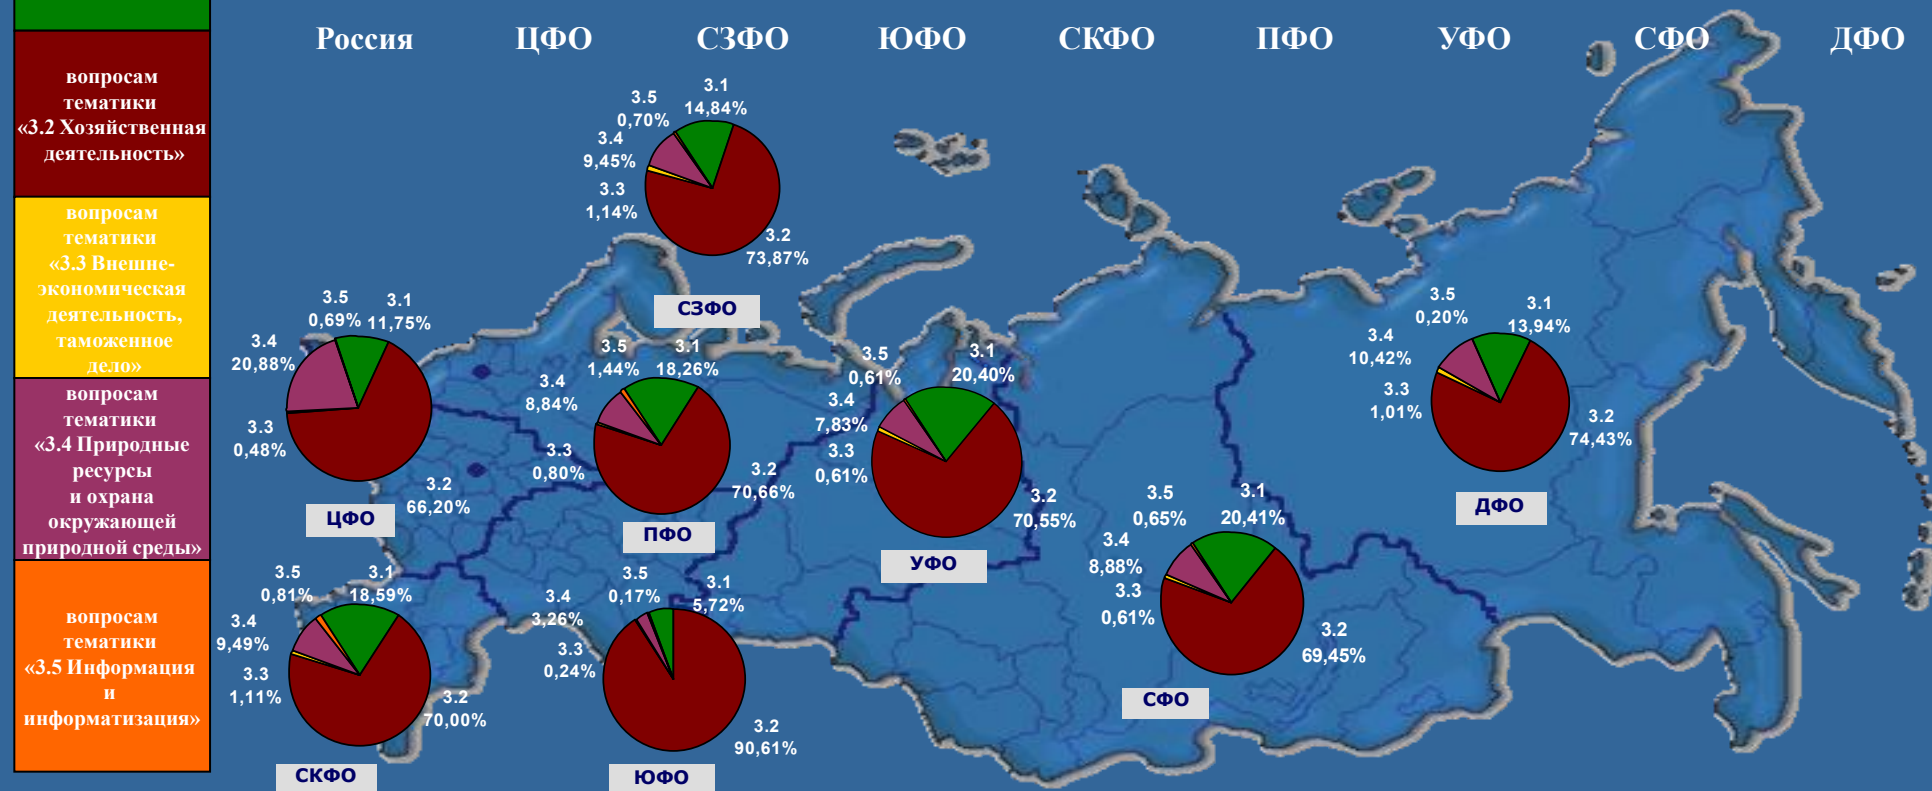 Россия ЦФО СЗФО ЮФО СКФО ПФО УФО СФО ДФО
вопросам
тематики
«3.2 Хозяйственная
деятельность»
вопросам
тематики
«3.3 Внешне-
экономическая
деятельность,
таможенное
дело»
вопросам
тематики
«3.4 Природные
ресурсы
и охрана
окружающей
природной среды»
вопросам
тематики
«3.5 Информация
и
информатизация»
3.5
0,70%
3.1
14,84%
3.4
9,45%
3.3
1,14%
3.2
73,87%
СЗФО
3.5
0,69%
3.1
11,75%
3.4
20,88%
3.3
0,48%
3.2
66,20%
ЦФО
3.5
1,44%
3.1
18,26%
3.4
8,84%
3.3
0,80%
3.2
70,66%
ПФО
3.5
0,61%
3.1
20,40%
3.4
7,83%
3.3
0,61%
3.2
70,55%
УФО
3.5
0,20%
3.1
13,94%
3.4
10,42%
3.3
1,01%
3.2
74,43%
ДФО
3.5
0,65%
3.1
20,41%
3.4
8,88%
3.3
0,61%
3.2
69,45%
СФО
3.5
0,81%
3.1
18,59%
3.4
9,49%
3.3
1,11%
3.2
70,00%
СКФО
3.5
0,17%
3.1
5,72%
3.4
3,26%
3.3
0,24%
3.2
90,61%
ЮФО